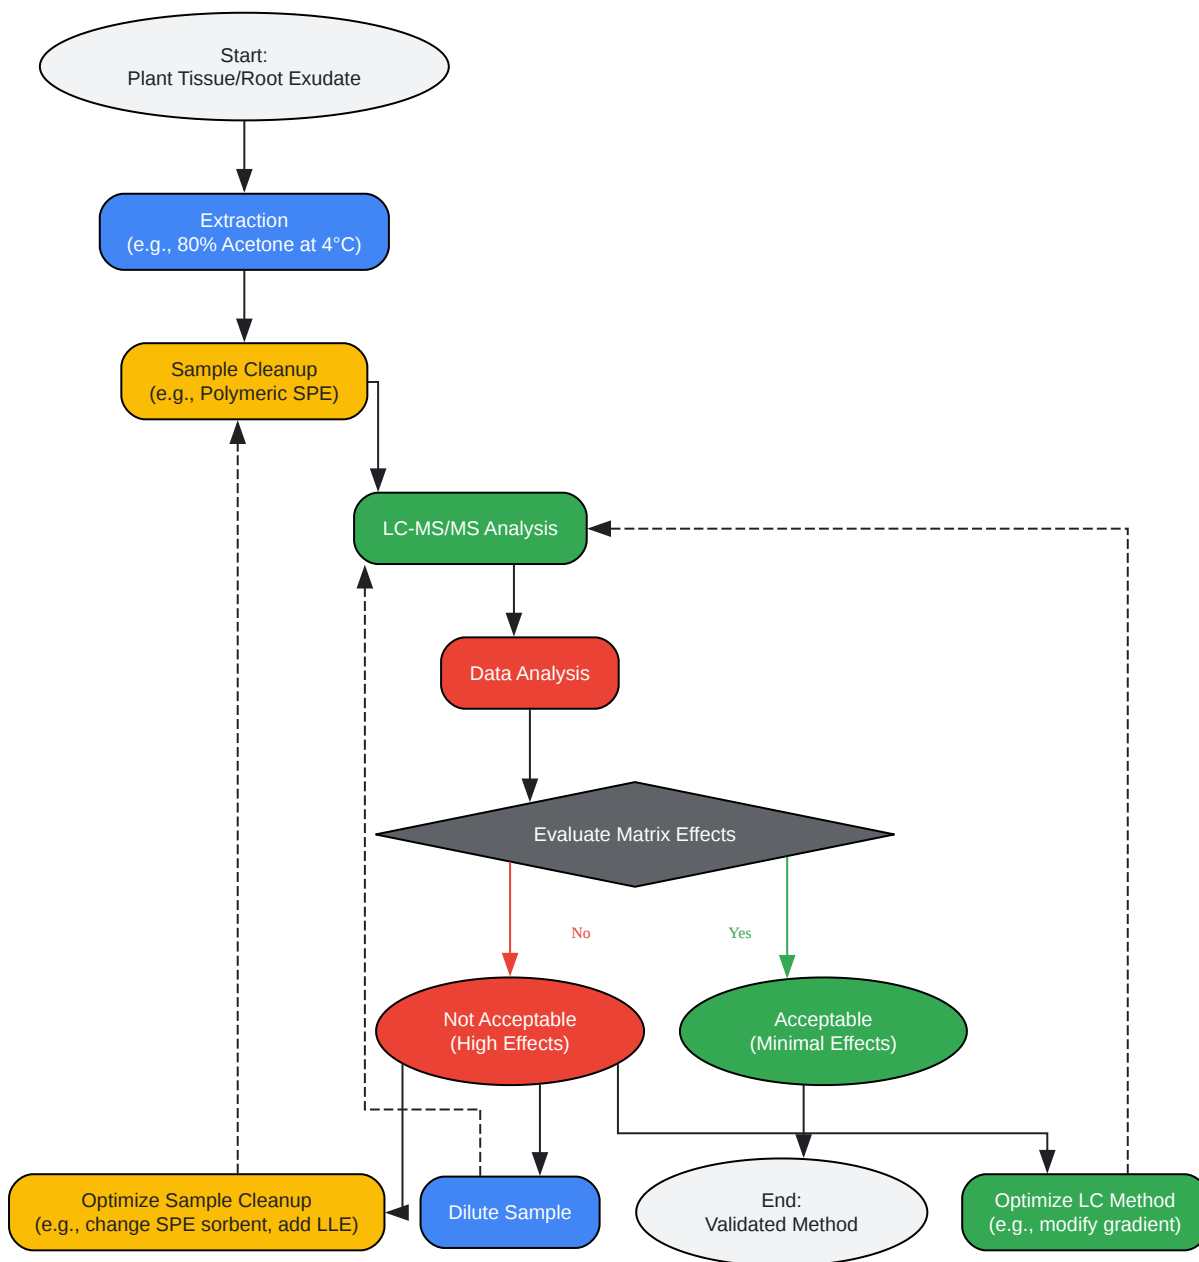 Start:
Plant Tissue/Root Exudate
Extraction
(e.g., 80% Acetone at 4°C)
Sample Cleanup
(e.g., Polymeric SPE)
LC-MS/MS Analysis
Data Analysis
Evaluate Matrix Effects
No
Yes
Not Acceptable
(High Effects)
Acceptable
(Minimal Effects)
Optimize Sample Cleanup
(e.g., change SPE sorbent, add LLE)
Dilute Sample
End:
Validated Method
Optimize LC Method
(e.g., modify gradient)